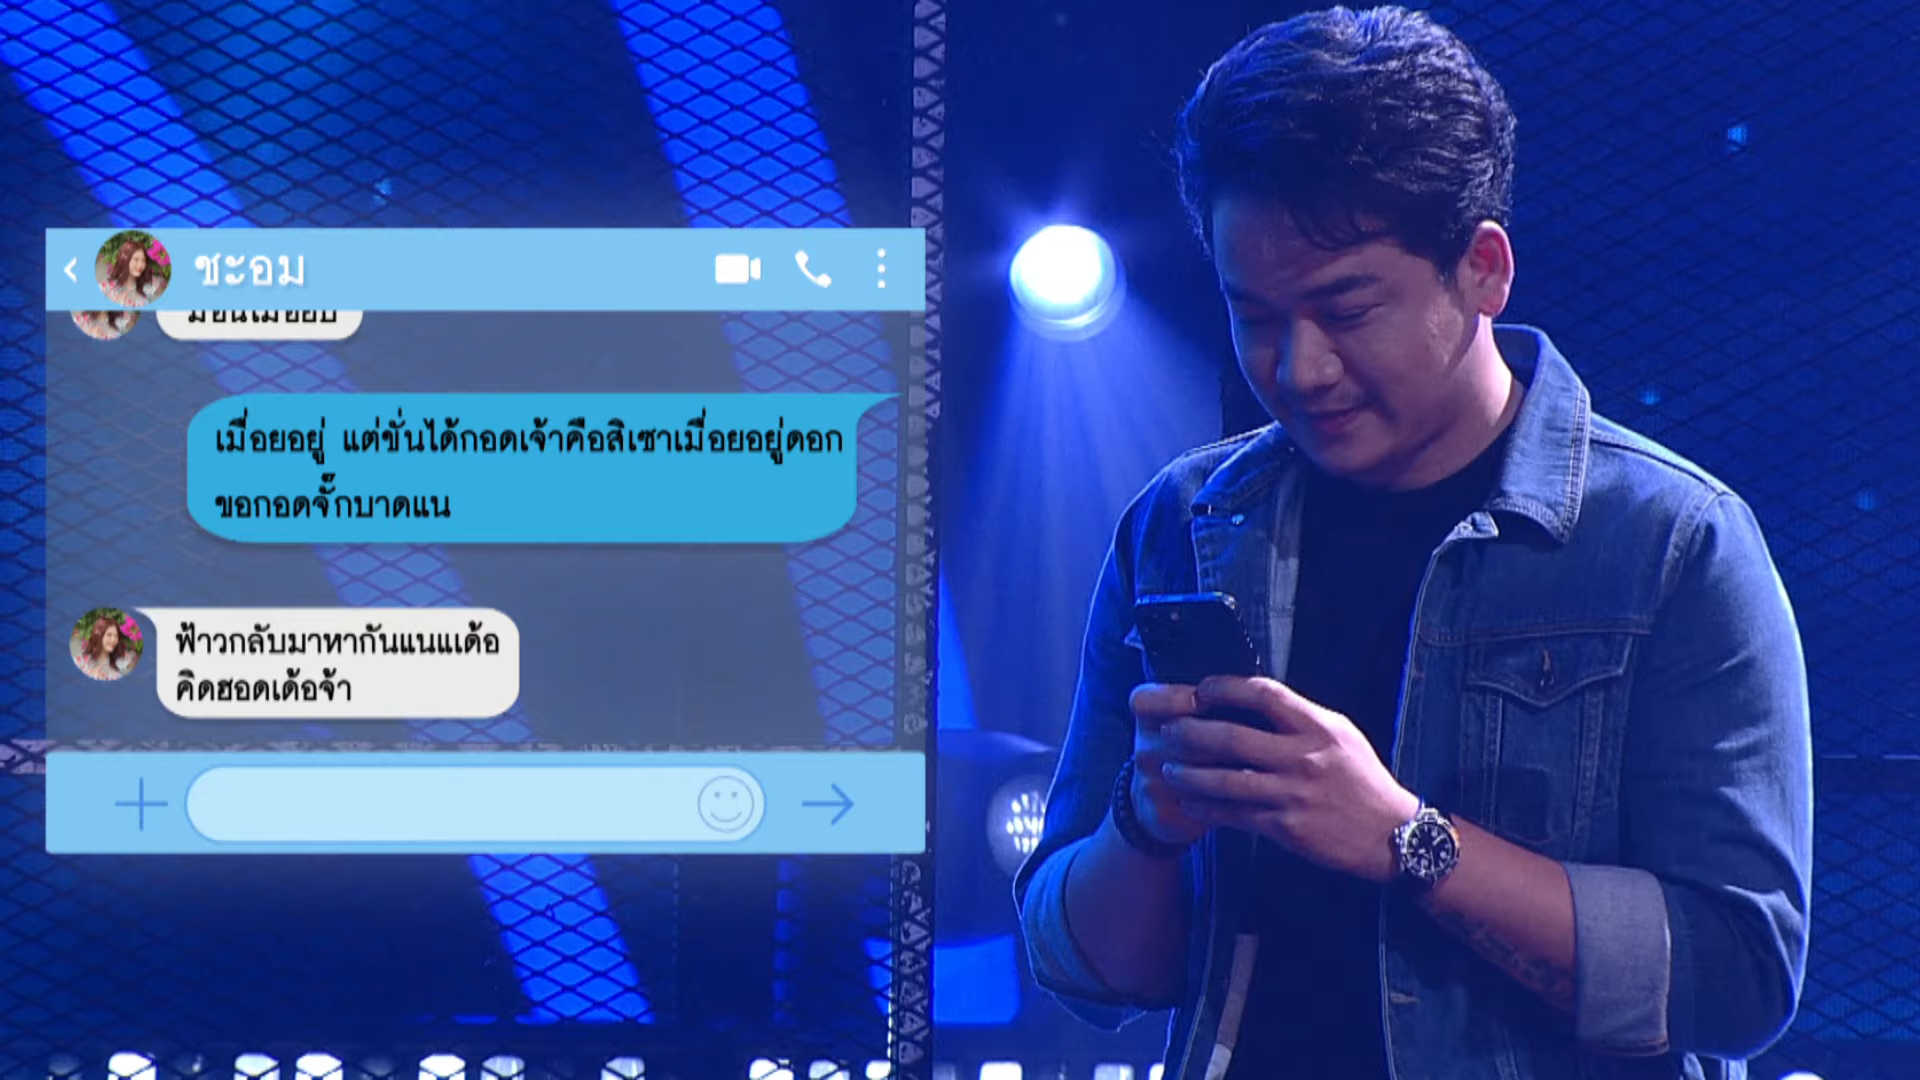 ชะอม
เมื่อยอยู่ แต่ขั่นได้กอดเจ้าคือสิเซาเมื่อยอยู่ดอก
ขอกอดจั๊กบาดแน
ฟ้าวกลับมาหากันแนแเด้อ
คิดฮอดเด้อจ้า